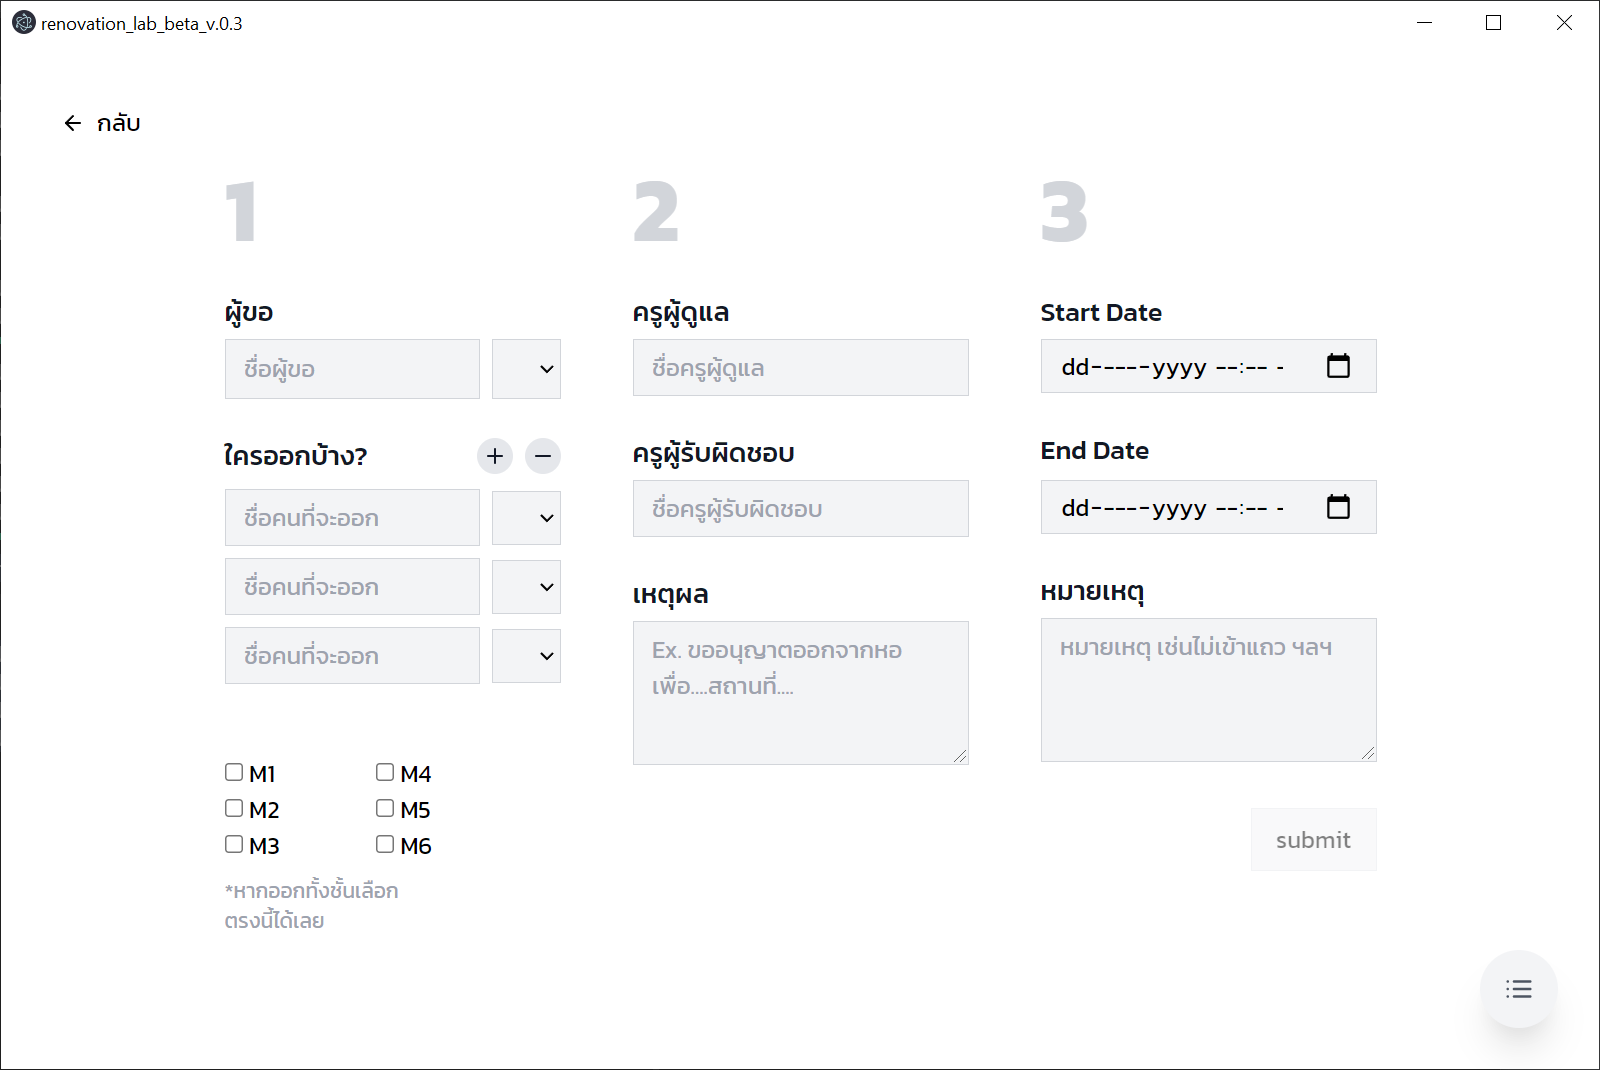 renovation_lab_beta_v.0.3
กลับ
1
ผู้ขอ
ชื่อผู้ขอ
ใครออกบ้าง?
ชื่อคนที่จะออก
ชื่อคนที่จะออก
ชื่อคนที่จะออก
M1
M4
M2
M5
M3
M6
*หากออกทั้งชั้นเลือก
ตรงนี้ได้เลย
2
ครูผู้ดูแล
ชื่อครูผู้ดูแล
ครูผู้รับผิดชอบ
ชื่อครูผู้รับผิดชอบ
เหตุผล
Ex. ขออนุญาตออกจากหอ
เพื่อ....สถานที่....
3
Start Date
dd-----yyyy --:-- -
End Date
dd-----yyyy --:-- -
หมายเหตุ
หมายเหตุ เช่นไม่เข้าแถว ฯลฯ
submit